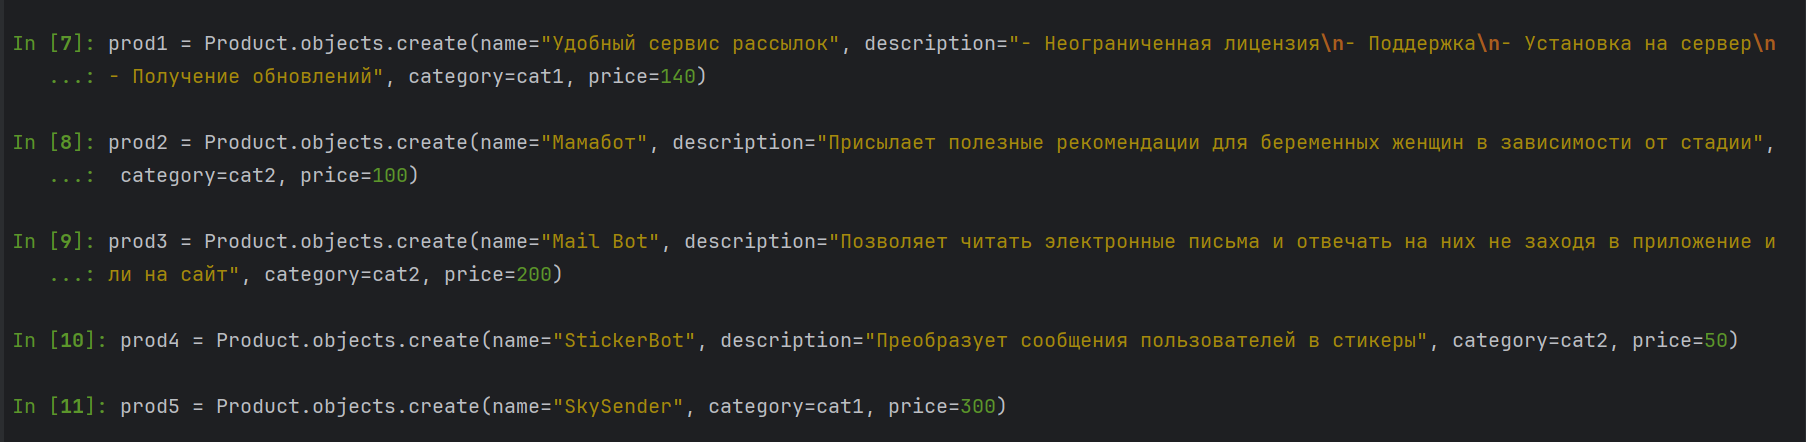 In [7]: prod1 = Product.objects.create(name="Удобный сервис рассылок", description="- Неограниченная лицензия\n- Поддержка\n- Установка на сервер\n
...: - Получение обновлений", category=cat1, price=140)
In [8]: prod2 = Product.objects.create(name="Мамабот", description="Присылает полезные рекомендации для беременных женщин в зависимости от стадии",
...:  category=cat2, price=100)
In [9]: prod3 = Product.objects.create(name="Mail Bot", description="Позволяет читать электронные письма и отвечать на них не заходя в приложение и
...: ли на сайт", category=cat2, price=200)
In [10]: prod4 = Product.objects.create(name="StickerBot", description="Преобразует сообщения пользователей в стикеры", category=cat2, price=50)
In [11]: prod5 = Product.objects.create(name="SkySender", category=cat1, price=300)